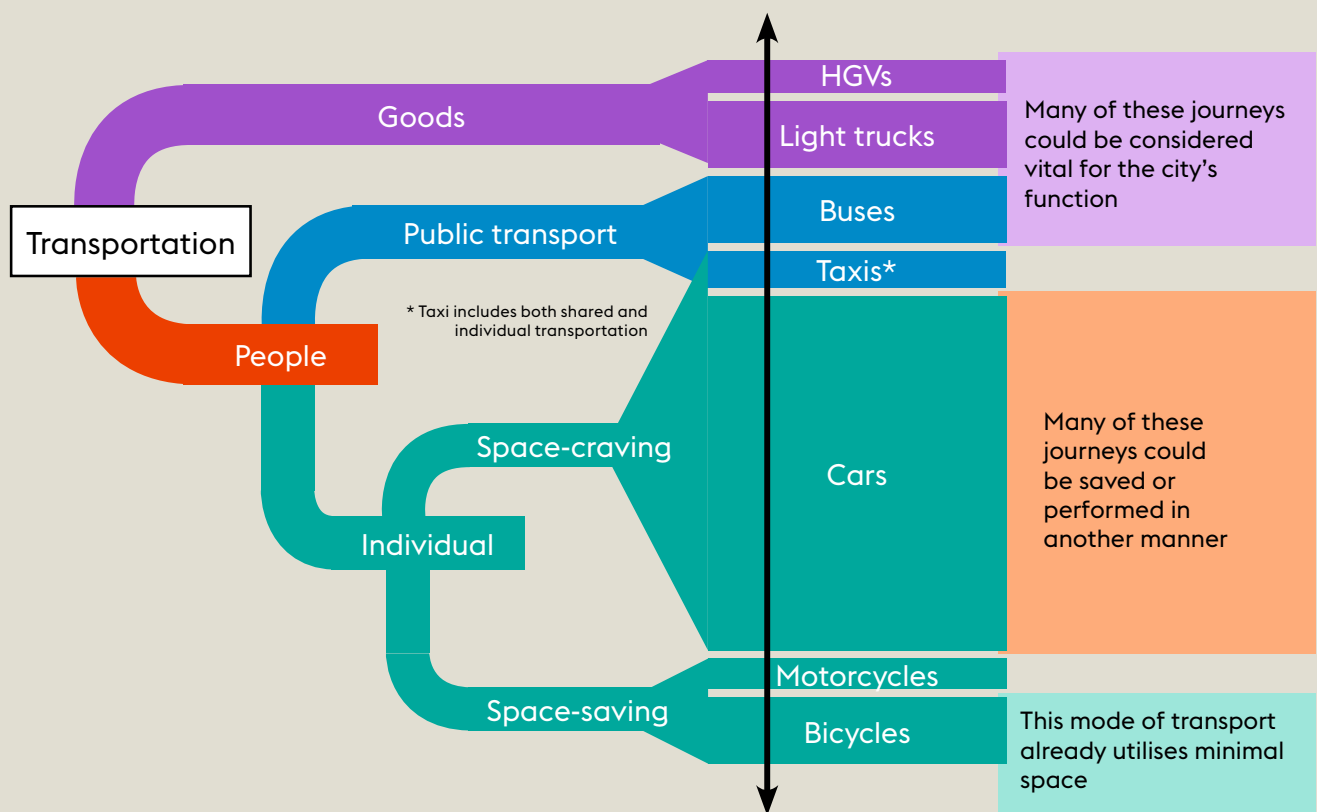 HGVs
Goods
Light trucks
Many of these journeys
could be considered
vital for the city's
function
Transportation
Public transport
Buses
Taxis*
* Taxi includes both shared and
individual transportation
People
Space-craving
Cars
Many of these
journeys could
be saved or
performed in
another manner
Individual
Motorcycles
Space-saving
Bicycles
This mode of transport
already utilises minimal
space